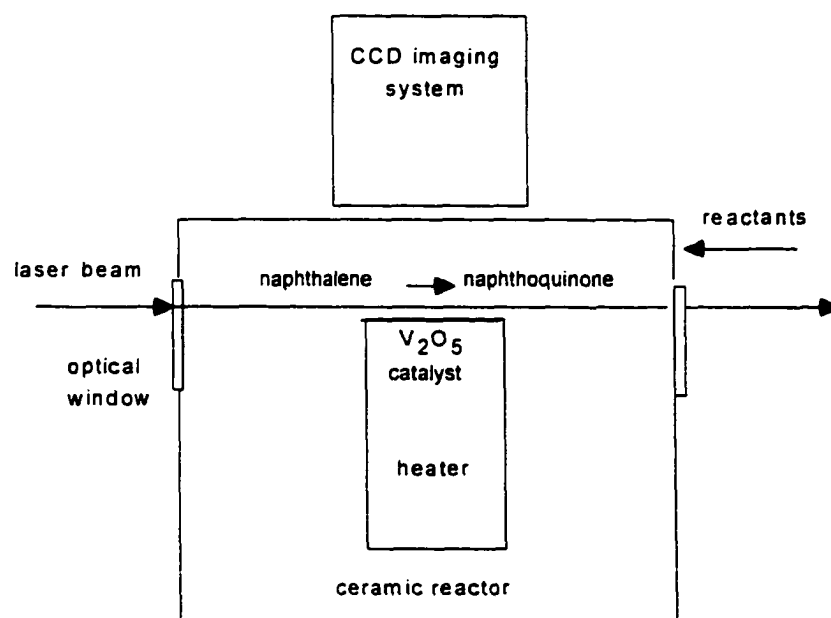 CCD imaging
system
reactants
laser beam
naphthalene → naphthoquinone
V2O5
catalyst
optical
window
heater
ceramic reactor